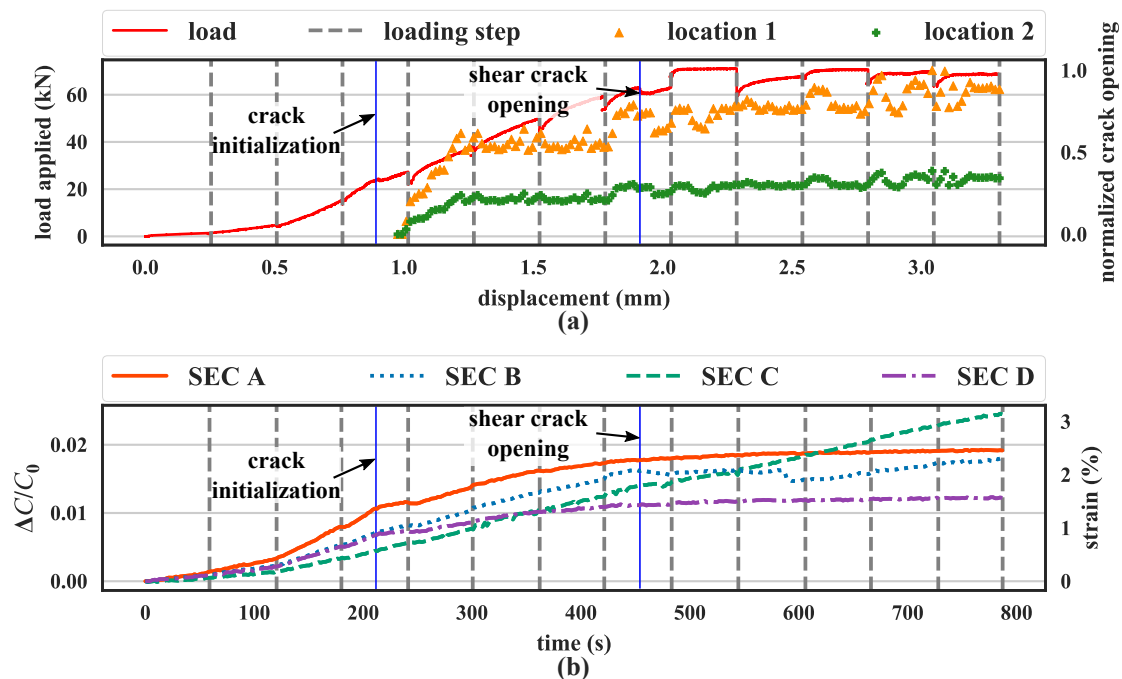 load loading step location 1 location 2
load applied (kN)
60
40
20
0
crack
initialization
shear crack
opening
1.0
0.5
0.0
normalized crack opening
0.0 0.5 1.0 1.5 2.0 2.5 3.0
displacement (mm)
(a)
SEC A SEC B SEC C SEC D
ΔC/C₀
0.02
0.01
0.00
crack
initialization
shear crack
opening
3
2
1
0
strain (%)
0 100 200 300 400 500 600 700 800
time (s)
(b)